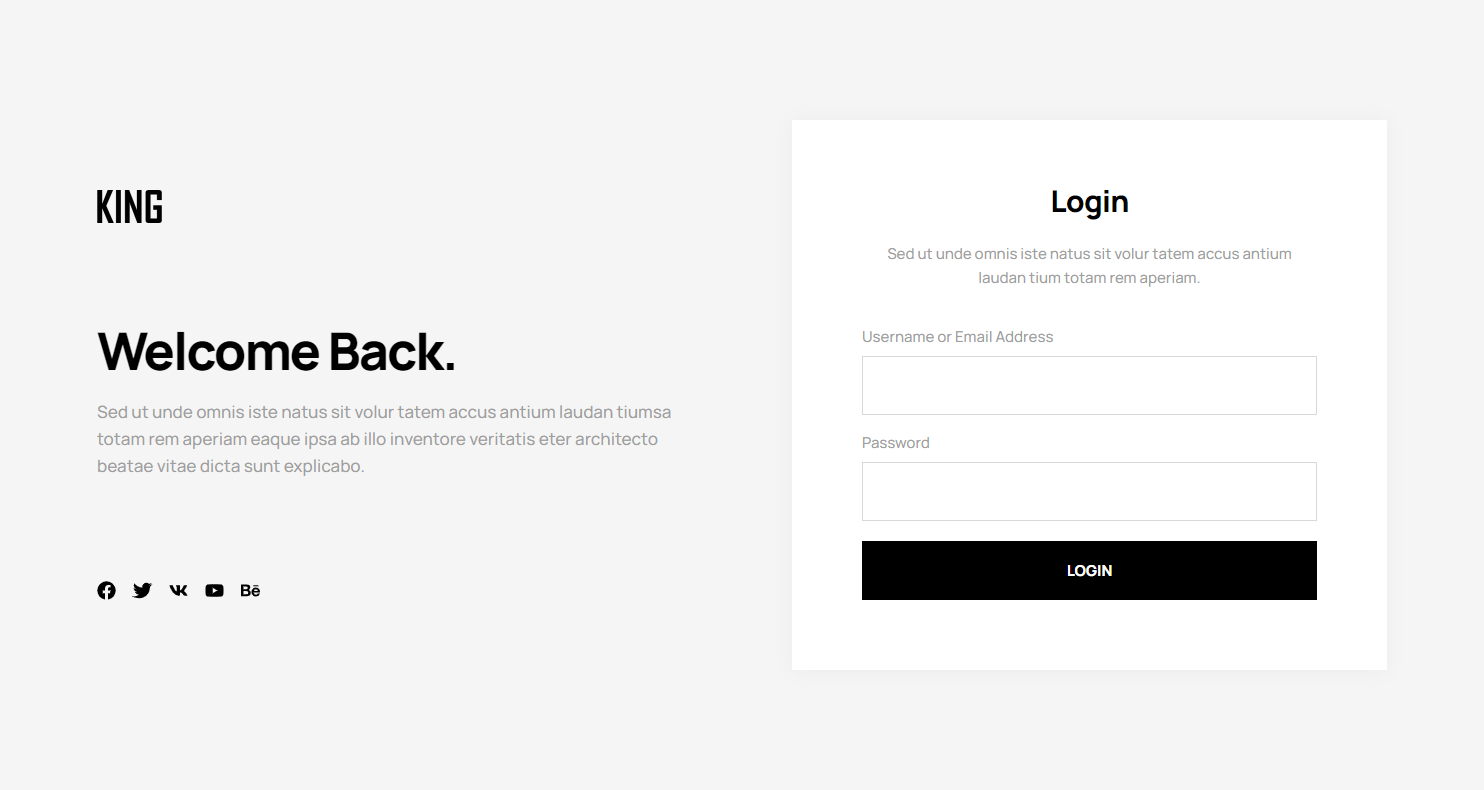 KING
Welcome Back.
Sed ut unde omnis iste natus sit volur tatem accus antium laudan tiumsa
totam rem aperiam eaque ipsa ab illo inventore veritatis eter architecto
beatae vitae dicta sunt explicabo.
Bē
Login
Sed ut unde omnis iste natus sit volur tatem accus antium
laudan tium totam rem aperiam.
Username or Email Address
Password
LOGIN